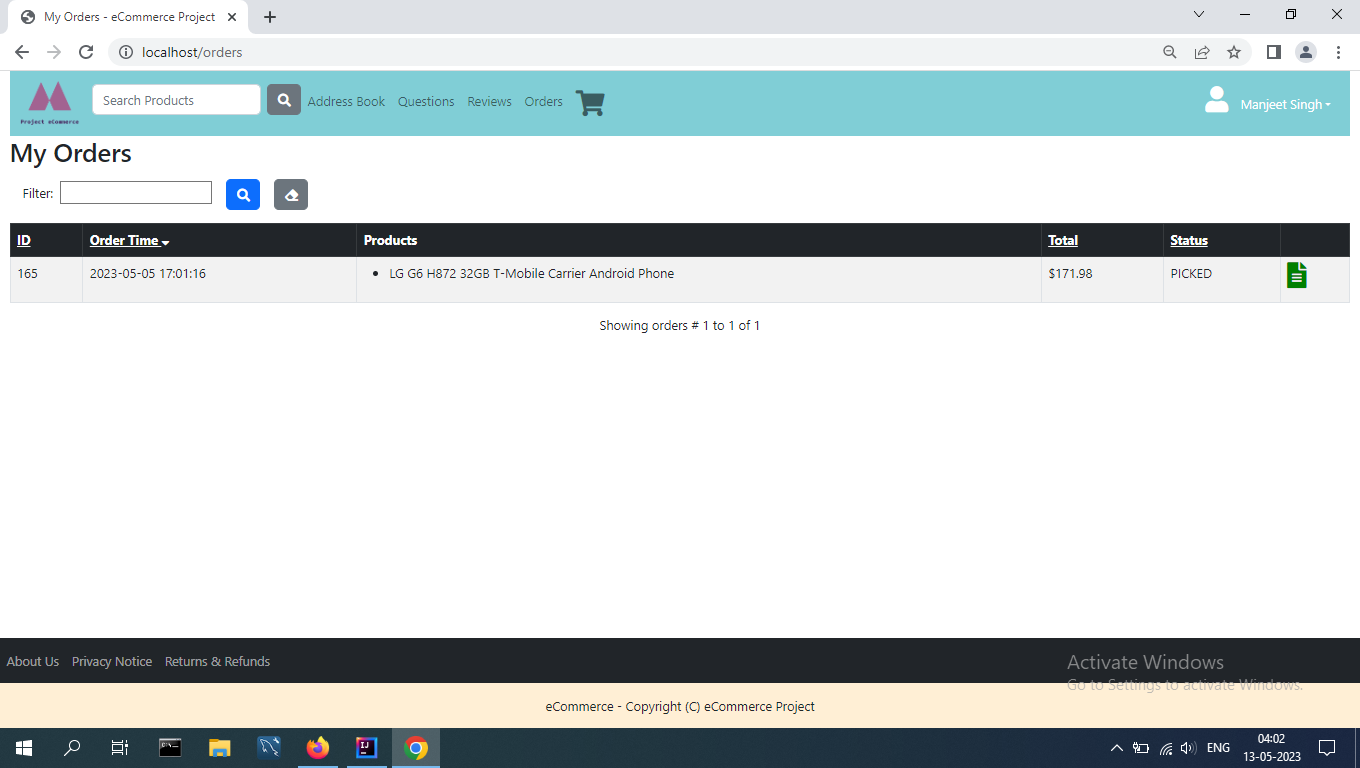 My Orders - eCommerce Project
localhost/orders
Project eCommerce
Search Products
Address Book Questions Reviews Orders
Manjeet Singh
My Orders
Filter:
ID Order Time Products Total Status
165 2023-05-05 17:01:16 LG G6 H872 32GB T-Mobile Carrier Android Phone $171.98 PICKED
Showing orders # 1 to 1 of 1
About Us Privacy Notice Returns & Refunds
Activate Windows
Go to Settings to activate Windows.
eCommerce - Copyright (C) eCommerce Project
ENG
04:02
13-05-2023